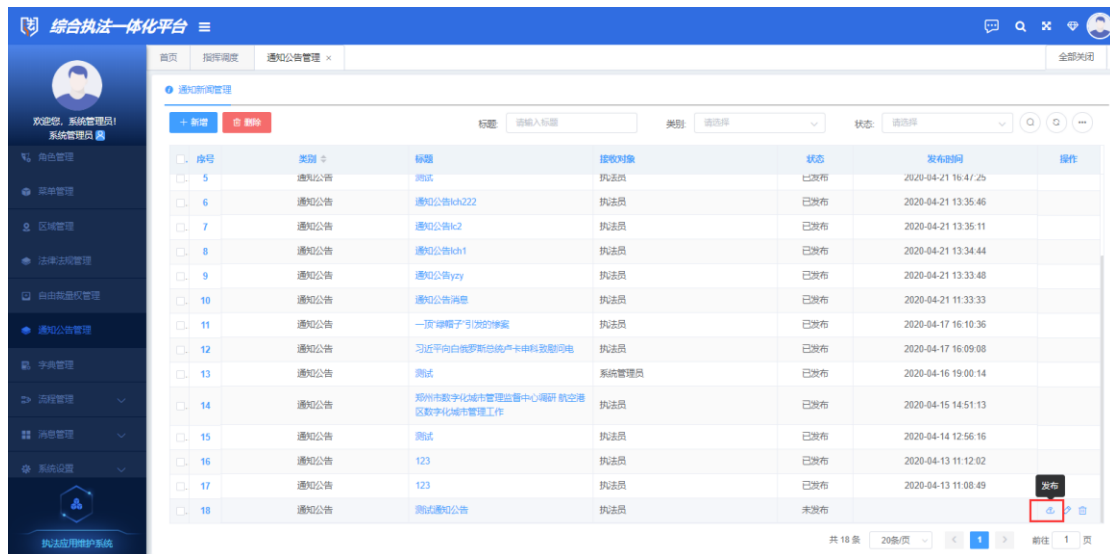 综合执法一体化平台
首页 指挥调度 通知公告管理 × 全部关闭
欢迎您，系统管理员!
系统管理员
角色管理
菜单管理
区域管理
法律法规管理
自由裁量权管理
通知公告管理
字典管理
流程管理
消息管理
系统设置
执法应用维护系统
通知新闻管理
+ 新增 删除 标题: 请输入标题 类别: 请选择 状态: 请选择
序号 类别 标题 接收对象 状态 发布时间 操作
5 通知公告 测试 执法员 已发布 2020-04-21 16:47:25
6 通知公告 通知公告lch222 执法员 已发布 2020-04-21 13:35:46
7 通知公告 通知公告lc2 执法员 已发布 2020-04-21 13:35:11
8 通知公告 通知公告lch1 执法员 已发布 2020-04-21 13:34:44
9 通知公告 通知公告yzy 执法员 已发布 2020-04-21 13:33:48
10 通知公告 通知公告消息 执法员 已发布 2020-04-21 11:33:33
11 通知公告 一顶“绿帽子”引发的惨案 执法员 已发布 2020-04-17 16:10:36
12 通知公告 习近平向白俄罗斯总统卢卡申科致慰问电 执法员 已发布 2020-04-17 16:09:08
13 通知公告 测试 系统管理员 已发布 2020-04-16 19:00:14
14 通知公告 郑州市数字化城市管理监督中心调研 航空港
区数字化城市管理工作 执法员 已发布 2020-04-15 14:51:13
15 通知公告 测试 执法员 已发布 2020-04-14 12:56:16
16 通知公告 123 执法员 已发布 2020-04-13 11:12:02
17 通知公告 123 执法员 已发布 2020-04-13 11:08:49
发布
18 通知公告 测试通知公告 执法员 未发布
共 18 条 20条/页 1 前往 1 页